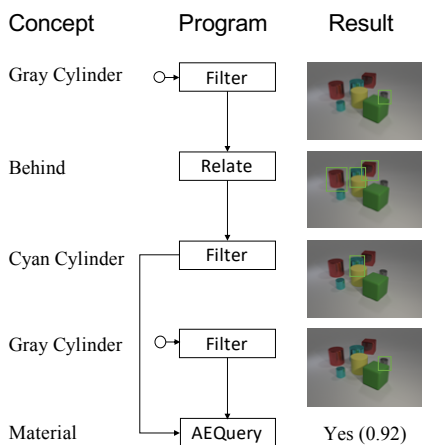 Concept Program Result
Gray Cylinder Filter
Behind Relate
Cyan Cylinder Filter
Gray Cylinder Filter
Material AEQuery Yes (0.92)